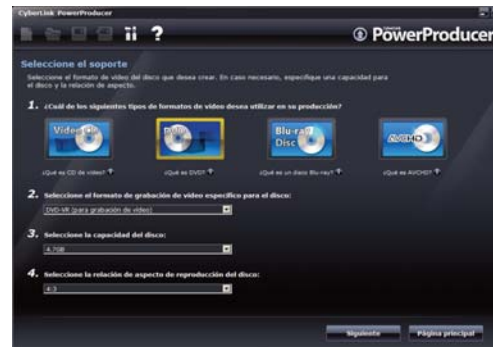 CyberLink PowerProducer
CyberLink
PowerProducer
Seleccione el soporte
Seleccione el formato de vídeo del disco que desea crear. En caso necesario, especifique una capacidad para
el disco y la relación de aspecto.
1. ¿Cuál de los siguientes tipos de formatos de vídeo desea utilizar en su producción?
Video CD
DVD
Blu-ray
Disc
AVCHD
¿Qué es CD de vídeo? ?
¿Qué es DVD? ?
¿Qué es un disco Blu-ray? ?
¿Qué es AVCHD? ?
2. Seleccione el formato de grabación de vídeo específico para el disco:
DVD-VR (para grabación de vídeo)
3. Seleccione la capacidad del disco:
4.7GB
4. Seleccione la relación de aspecto de reproducción del disco:
4:3
Siguiente
Página principal